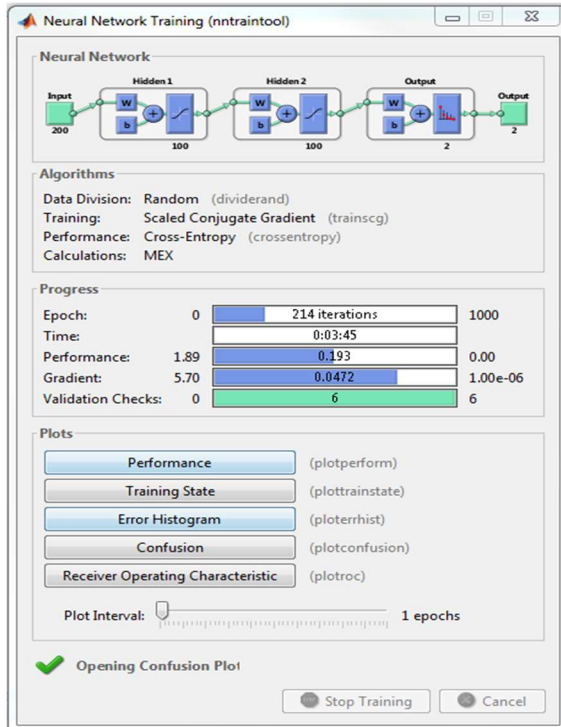 Neural Network Training (nntraintool)
Neural Network
Hidden 1 Hidden 2 Output
Input Output
W W W
b b b
200 100 100 2 2
Algorithms
Data Division: Random (dividerand)
Training: Scaled Conjugate Gradient (trainscg)
Performance: Cross-Entropy (crossentropy)
Calculations: MEX
Progress
Epoch: 0 214 iterations 1000
Time: 0:03:45
Performance: 1.89 0.193 0.00
Gradient: 5.70 0.0472 1.00e-06
Validation Checks: 0 6 6
Plots
Performance (plotperform)
Training State (plottrainstate)
Error Histogram (ploterrhist)
Confusion (plotconfusion)
Receiver Operating Characteristic (plotroc)
Plot Interval: 1 epochs
Opening Confusion Plot
Stop Training Cancel